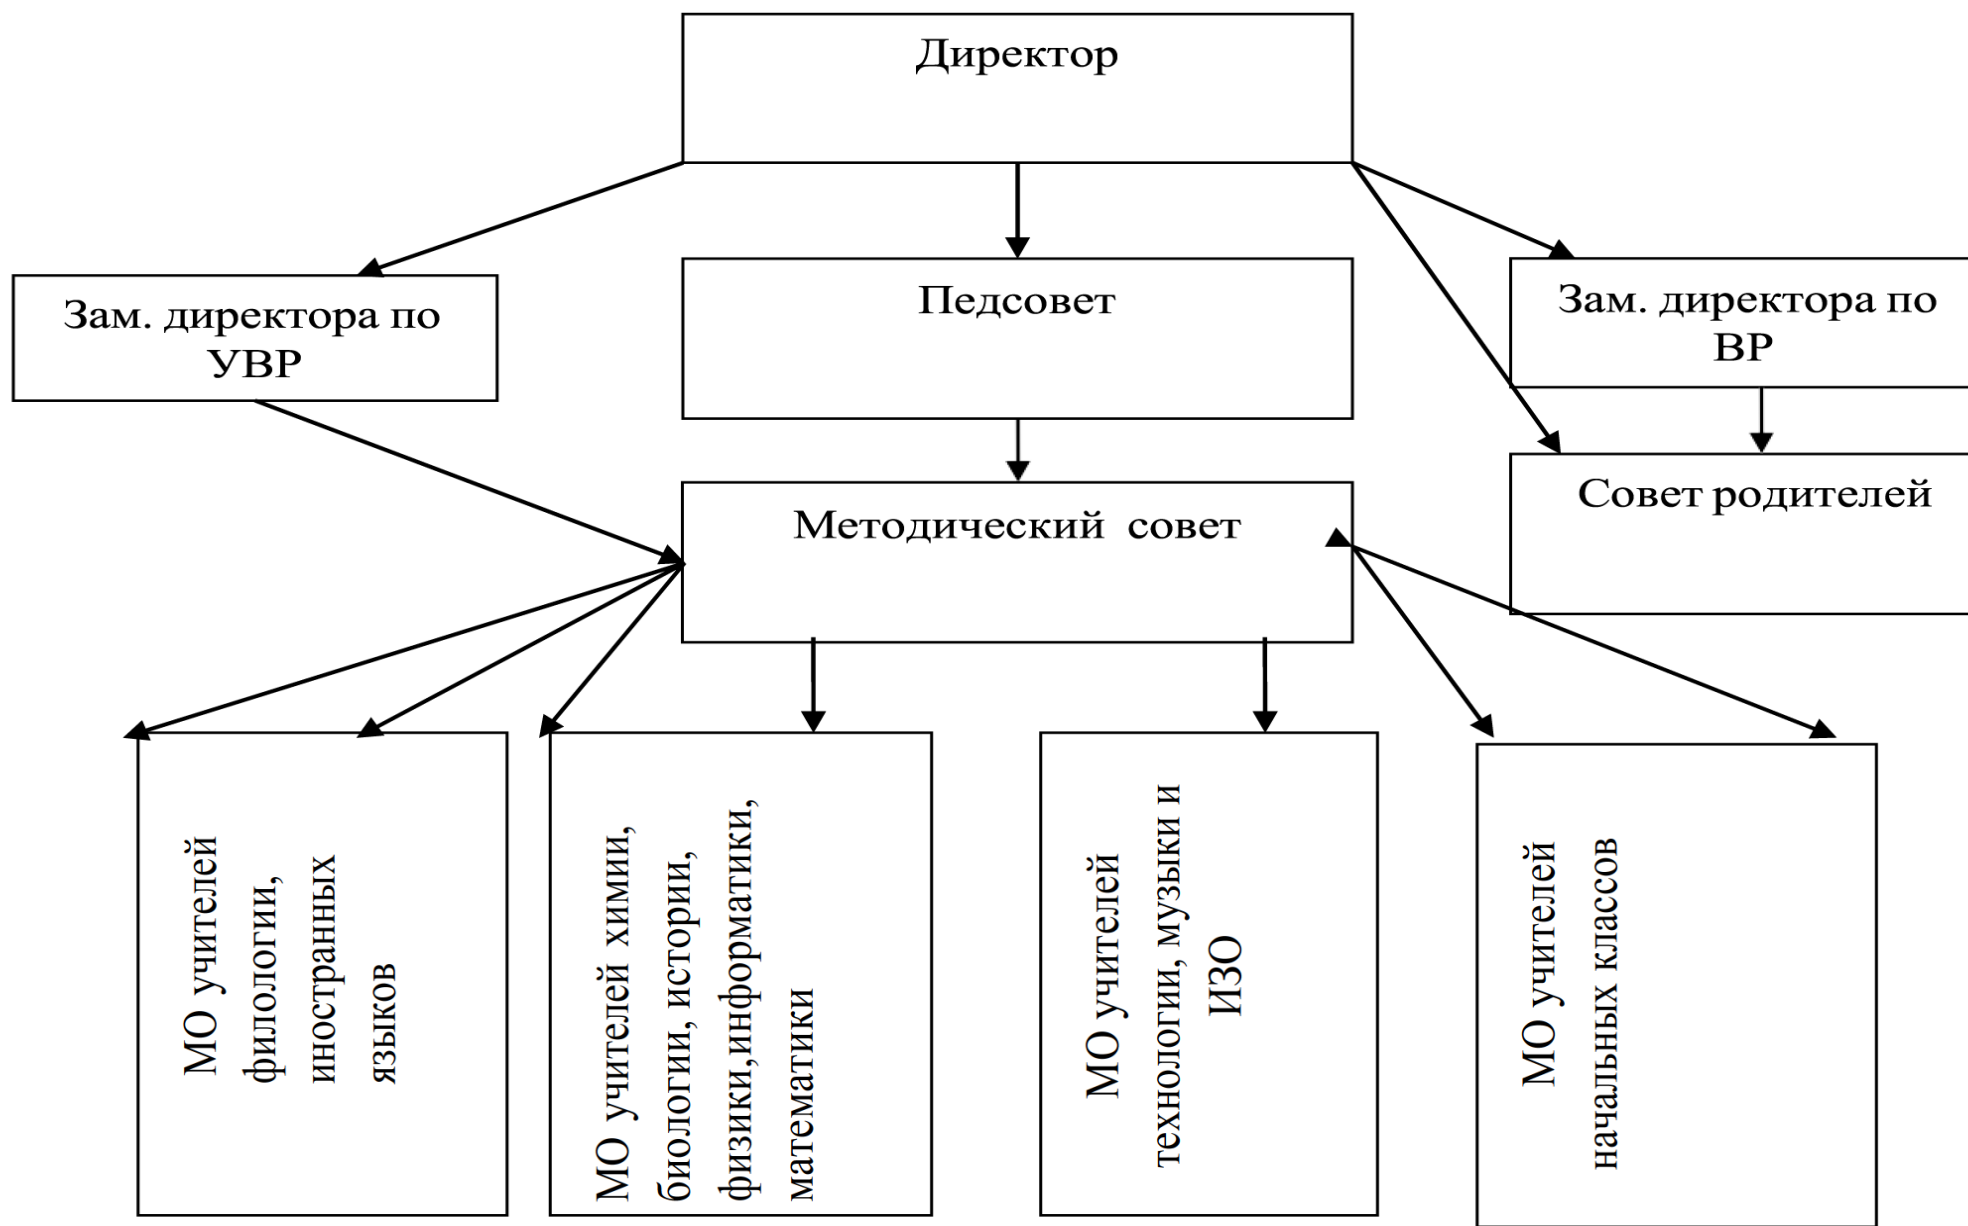 Директор
Зам. директора по
УВР
Педсовет
Зам. директора по
ВР
Методический совет
Совет родителей
МО учителей
филологии,
иностранных
языков
МО учителей химии,
биологии, истории,
физики,информатики,
математики
МО учителей
технологии, музыки и
ИЗО
МО учителей
начальных классов